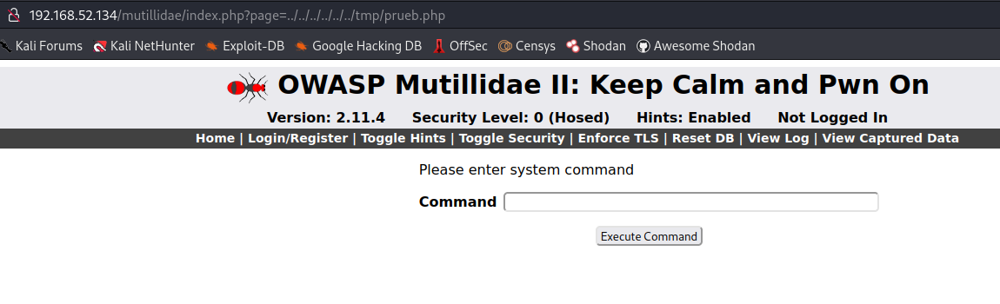 192.168.52.134/mutillidae/index.php?page=../../../../../../tmp/prueb.php
Kali Forums Kali NetHunter Exploit-DB Google Hacking DB OffSec Censys Shodan Awesome Shodan
OWASP Mutillidae II: Keep Calm and Pwn On
Version: 2.11.4 Security Level: 0 (Hosed) Hints: Enabled Not Logged In
Home | Login/Register | Toggle Hints | Toggle Security | Enforce TLS | Reset DB | View Log | View Captured Data
Please enter system command
Command
Execute Command